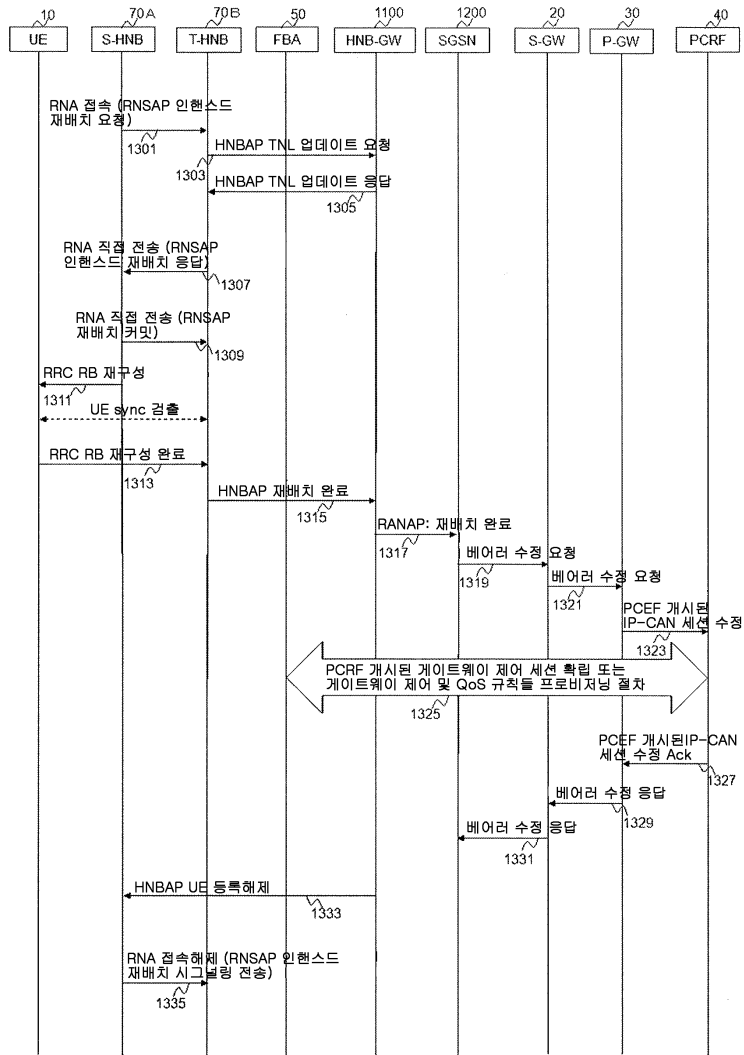 10 70A 70B 50 1100 1200 20 30 40
UE S-HNB T-HNB FBA HNB-GW SGSN S-GW P-GW PCRF
RNA 접속 (RNSAP 인핸스드
재배치 요청)
1301
HNBAP TNL 업데이트 요청
1303
HNBAP TNL 업데이트 응답
1305
RNA 직접 전송 (RNSAP
인핸스드 재배치 응답)
1307
RNA 직접 전송 (RNSAP
재배치 커밋)
1309
RRC RB 재구성
1311
UE sync 검출
RRC RB 재구성 완료
1313
HNBAP 재배치 완료
1315
RANAP: 재배치 완료
1317
베어러 수정 요청
1319
베어러 수정 요청
1321
PCEF 개시된
IP-CAN 세션 수정
1323
PCRF 개시된 게이트웨이 제어 세션 확립 또는
게이트웨이 제어 및 QoS 규칙들 프로비저닝 절차
1325
PCEF 개시된IP-CAN
세션 수정 Ack
1327
베어러 수정 응답
1329
베어러 수정 응답
1331
HNBAP UE 등록해제
1333
RNA 접속해제 (RNSAP 인핸스드
재배치 시그널링 전송)
1335